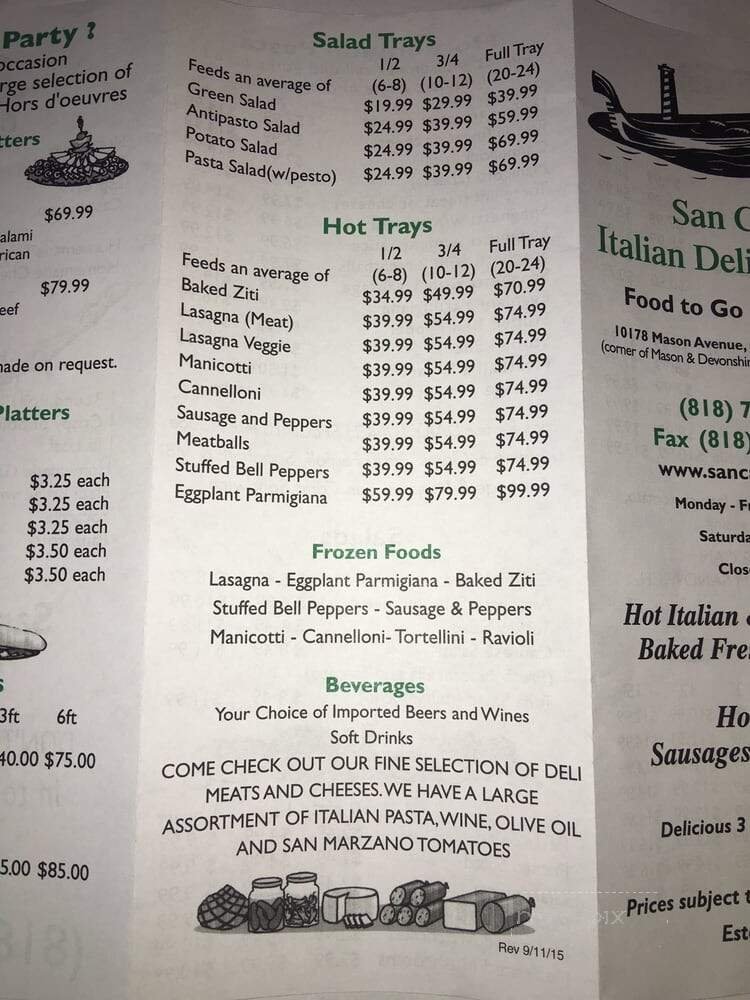 Party ?
occasion
selection of
Hors d'oeuvres
$69.99
$79.99
made on request.
Platters
$3.25 each
$3.25 each
$3.25 each
$3.50 each
$3.50 each
3ft 6ft
$75.00
$85.00
Salad Trays
1/2 3/4 Full Tray
Feeds an average of (6-8) (10-12) (20-24)
Green Salad $19.99 $29.99 $39.99
Antipasto Salad $24.99 $39.99 $59.99
Potato Salad $24.99 $39.99 $69.99
Pasta Salad(w/pesto) $24.99 $39.99 $69.99
Hot Trays
1/2 3/4 Full Tray
Feeds an average of (6-8) (10-12) (20-24)
Baked Ziti $34.99 $49.99 $70.99
Lasagna (Meat) $39.99 $54.99 $74.99
Lasagna Veggie $39.99 $54.99 $74.99
Manicotti $39.99 $54.99 $74.99
Cannelloni $39.99 $54.99 $74.99
Sausage and Peppers $39.99 $54.99 $74.99
Meatballs $39.99 $54.99 $74.99
Stuffed Bell Peppers $39.99 $54.99 $74.99
Eggplant Parmigiana $59.99 $79.99 $99.99
Frozen Foods
Lasagna - Eggplant Parmigiana - Baked Ziti
Stuffed Bell Peppers - Sausage & Peppers
Manicotti - Cannelloni- Tortellini - Ravioli
Beverages
Your Choice of Imported Beers and Wines
Soft Drinks
COME CHECK OUT OUR FINE SELECTION OF DELI
MEATS AND CHEESES. WE HAVE A LARGE
ASSORTMENT OF ITALIAN PASTA, WINE, OLIVE OIL
AND SAN MARZANO TOMATOES
Rev 9/11/15
San
Italian Deli
Food to Go
10178 Mason Avenue,
(corner of Mason &
(818) 7
Fax (818)
www.sanc
Monday -
Saturda
Clos
Hot Italian
Baked Fre
Ho
Sausages
Delicious 3
Prices subject
Est